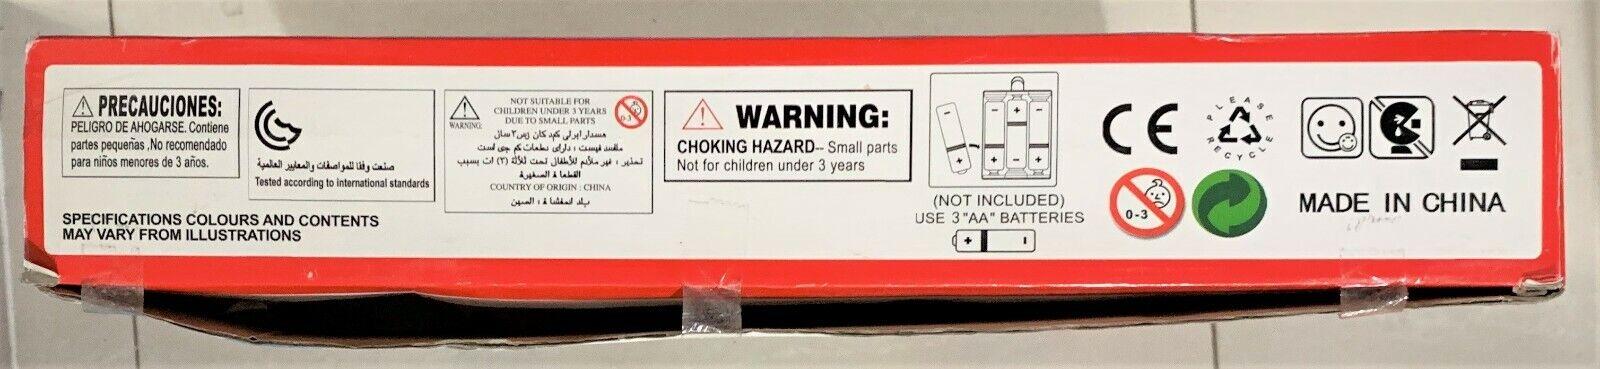 PRECAUCIONES:
PELIGRO DE AHOGARSE. Contiene
partes pequeñas ,No recomendado
para niños menores de 3 años.
صنعت وفقا للمواصفات والمعايير العالمية
Tested according to international standards
SPECIFICATIONS COLOURS AND CONTENTS
MAY VARY FROM ILLUSTRATIONS
WARNING:
NOT SUITABLE FOR
CHILDREN UNDER 3 YEARS
DUE TO SMALL PARTS
0-3
COUNTRY OF ORIGIN : CHINA
WARNING:
CHOKING HAZARD-- Small parts
Not for children under 3 years
(NOT INCLUDED)
USE 3"AA" BATTERIES
CE
0-3
PLEASE
RECYCLE
MADE IN CHINA